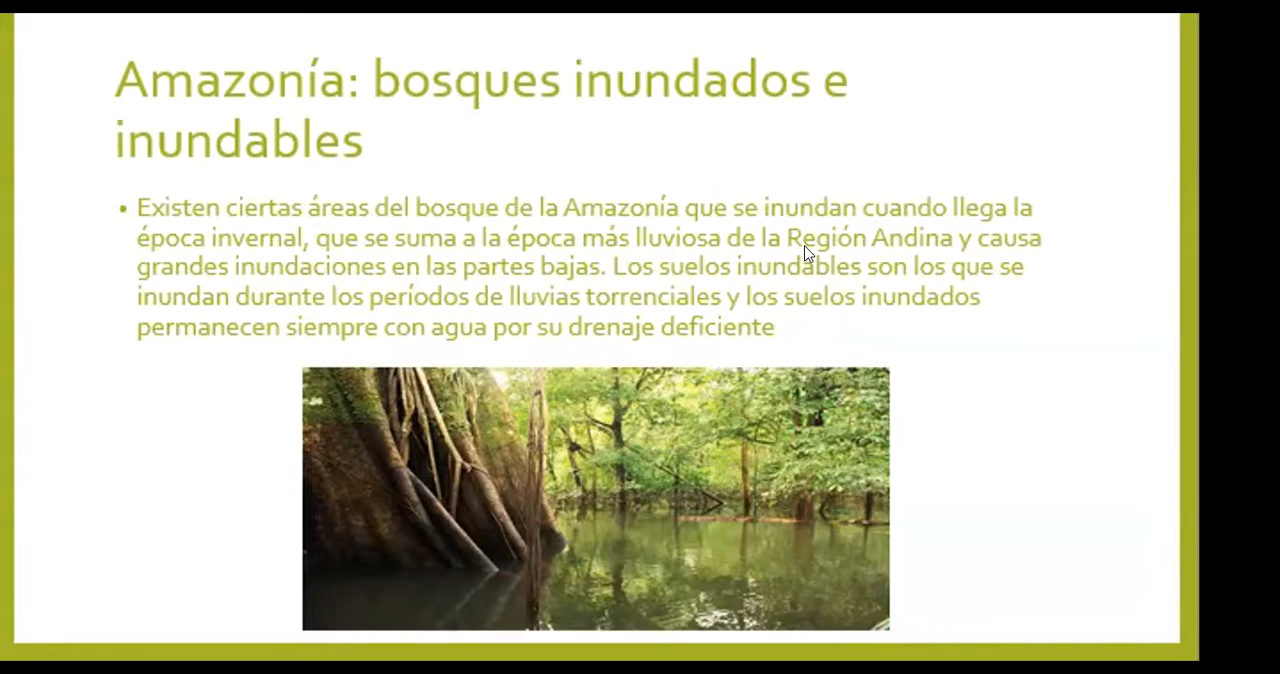 Amazonía: bosques inundados e
inundables
• Existen ciertas áreas del bosque de la Amazonía que se inundan cuando llega la
época invernal, que se suma a la época más lluviosa de la Región Andina y causa
grandes inundaciones en las partes bajas. Los suelos inundables son los que se
inundan durante los períodos de lluvias torrenciales y los suelos inundados
permanecen siempre con agua por su drenaje deficiente